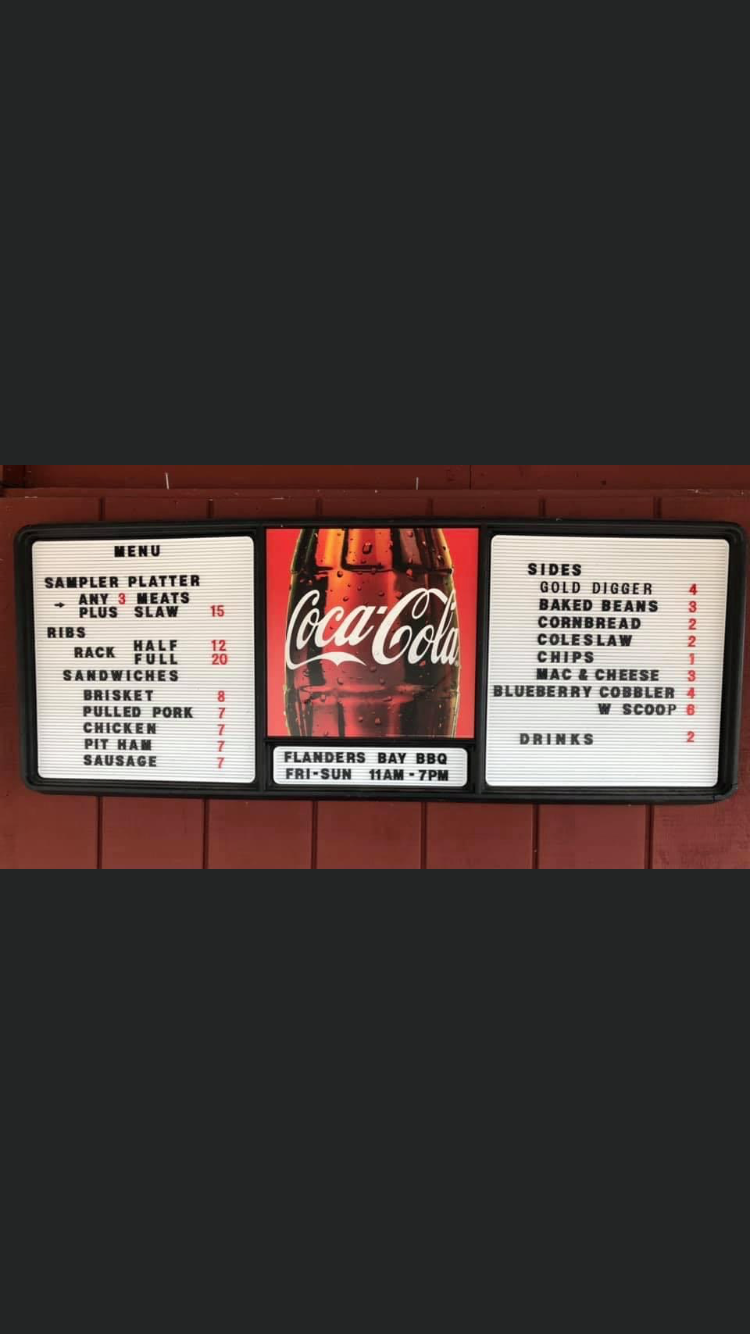 MENU
SAMPLER PLATTER
→ ANY 3 MEATS
PLUS SLAW 15
RIBS
RACK HALF 12
FULL 20
SANDWICHES
BRISKET 8
PULLED PORK 7
CHICKEN 7
PIT HAM 7
SAUSAGE 7
Coca-Cola
FLANDERS BAY BBQ
FRI-SUN 11AM - 7PM
SIDES
GOLD DIGGER 4
BAKED BEANS 3
CORNBREAD 2
COLESLAW 2
CHIPS 1
MAC & CHEESE 3
BLUEBERRY COBBLER 4
W SCOOP 6
DRINKS 2